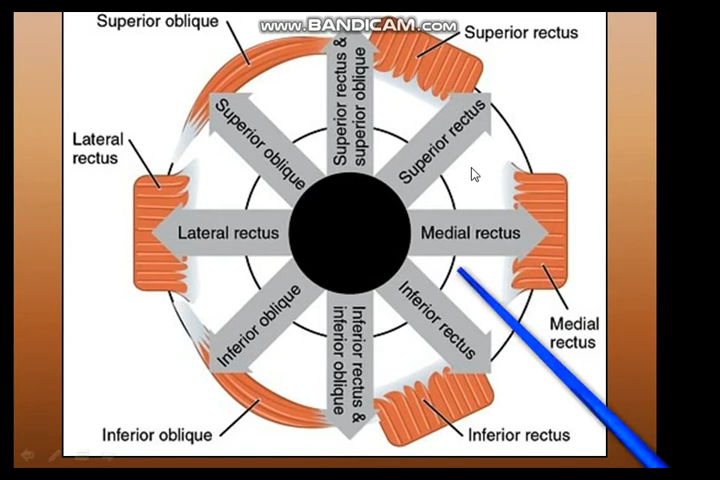 www.BANDICAM.com
Superior oblique
Superior rectus
Superior rectus &
superior oblique
Superior oblique
Superior rectus
Lateral
rectus
Lateral rectus
Medial rectus
Inferior oblique
Inferior rectus &
inferior oblique
Inferior rectus
Medial
rectus
Inferior oblique
Inferior rectus